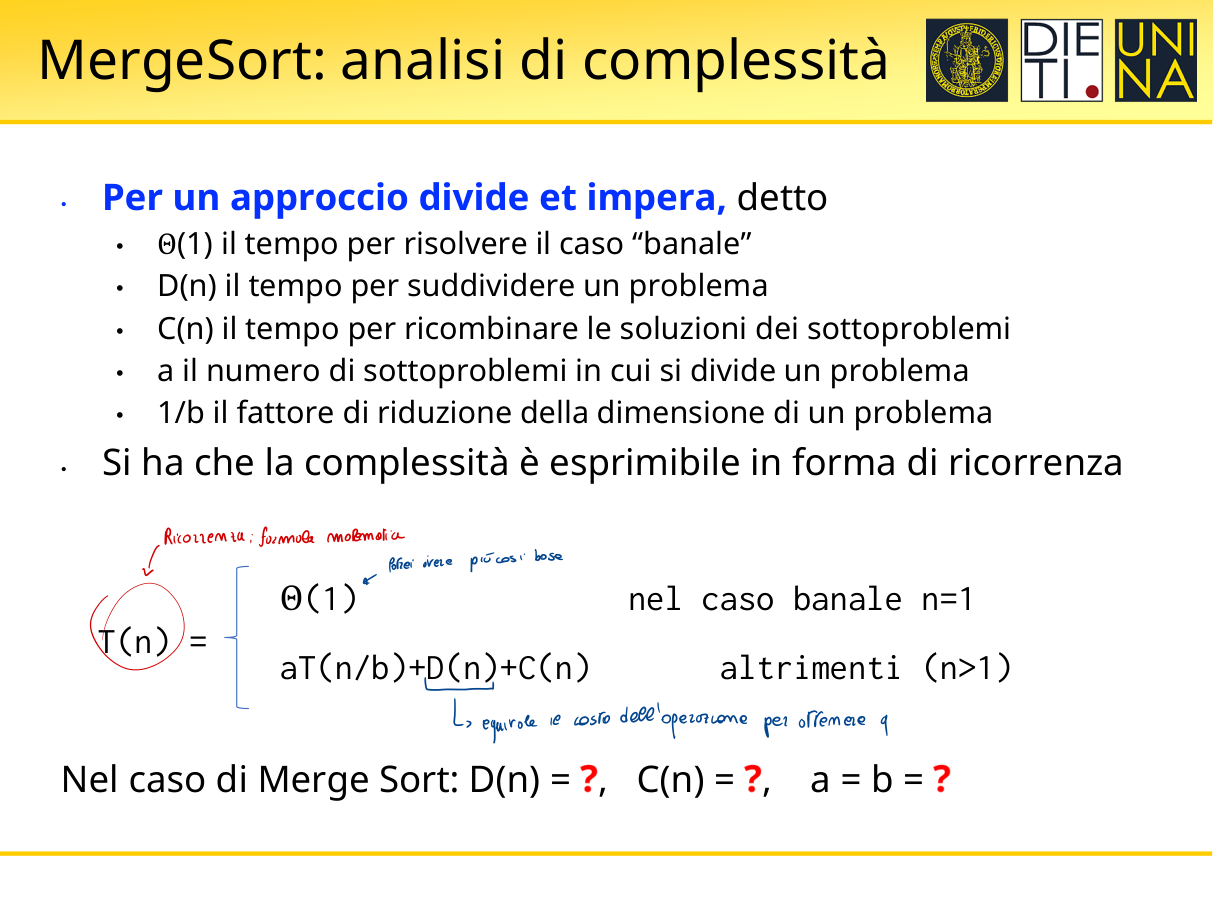 MergeSort: analisi di complessità
DIE
TI.
UNI
NA
• Per un approccio divide et impera, detto
• Θ(1) il tempo per risolvere il caso “banale”
• D(n) il tempo per suddividere un problema
• C(n) il tempo per ricombinare le soluzioni dei sottoproblemi
• a il numero di sottoproblemi in cui si divide un problema
• 1/b il fattore di riduzione della dimensione di un problema
• Si ha che la complessità è esprimibile in forma di ricorrenza
Ricorrenza: formula matematica
Potrei avere più casi base
Θ(1) nel caso banale n=1
T(n) =
aT(n/b)+D(n)+C(n) altrimenti (n>1)
equivale al costo dell'operazione per ottenere q
Nel caso di Merge Sort: D(n) = ?, C(n) = ?, a = b = ?